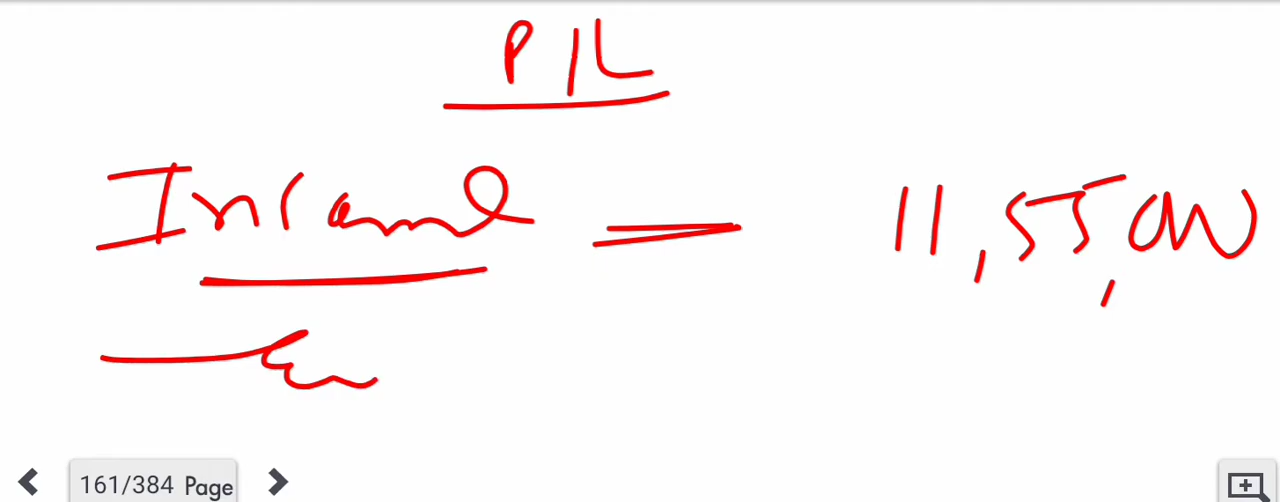 P/L
Income = 11,55,000
161/384 Page